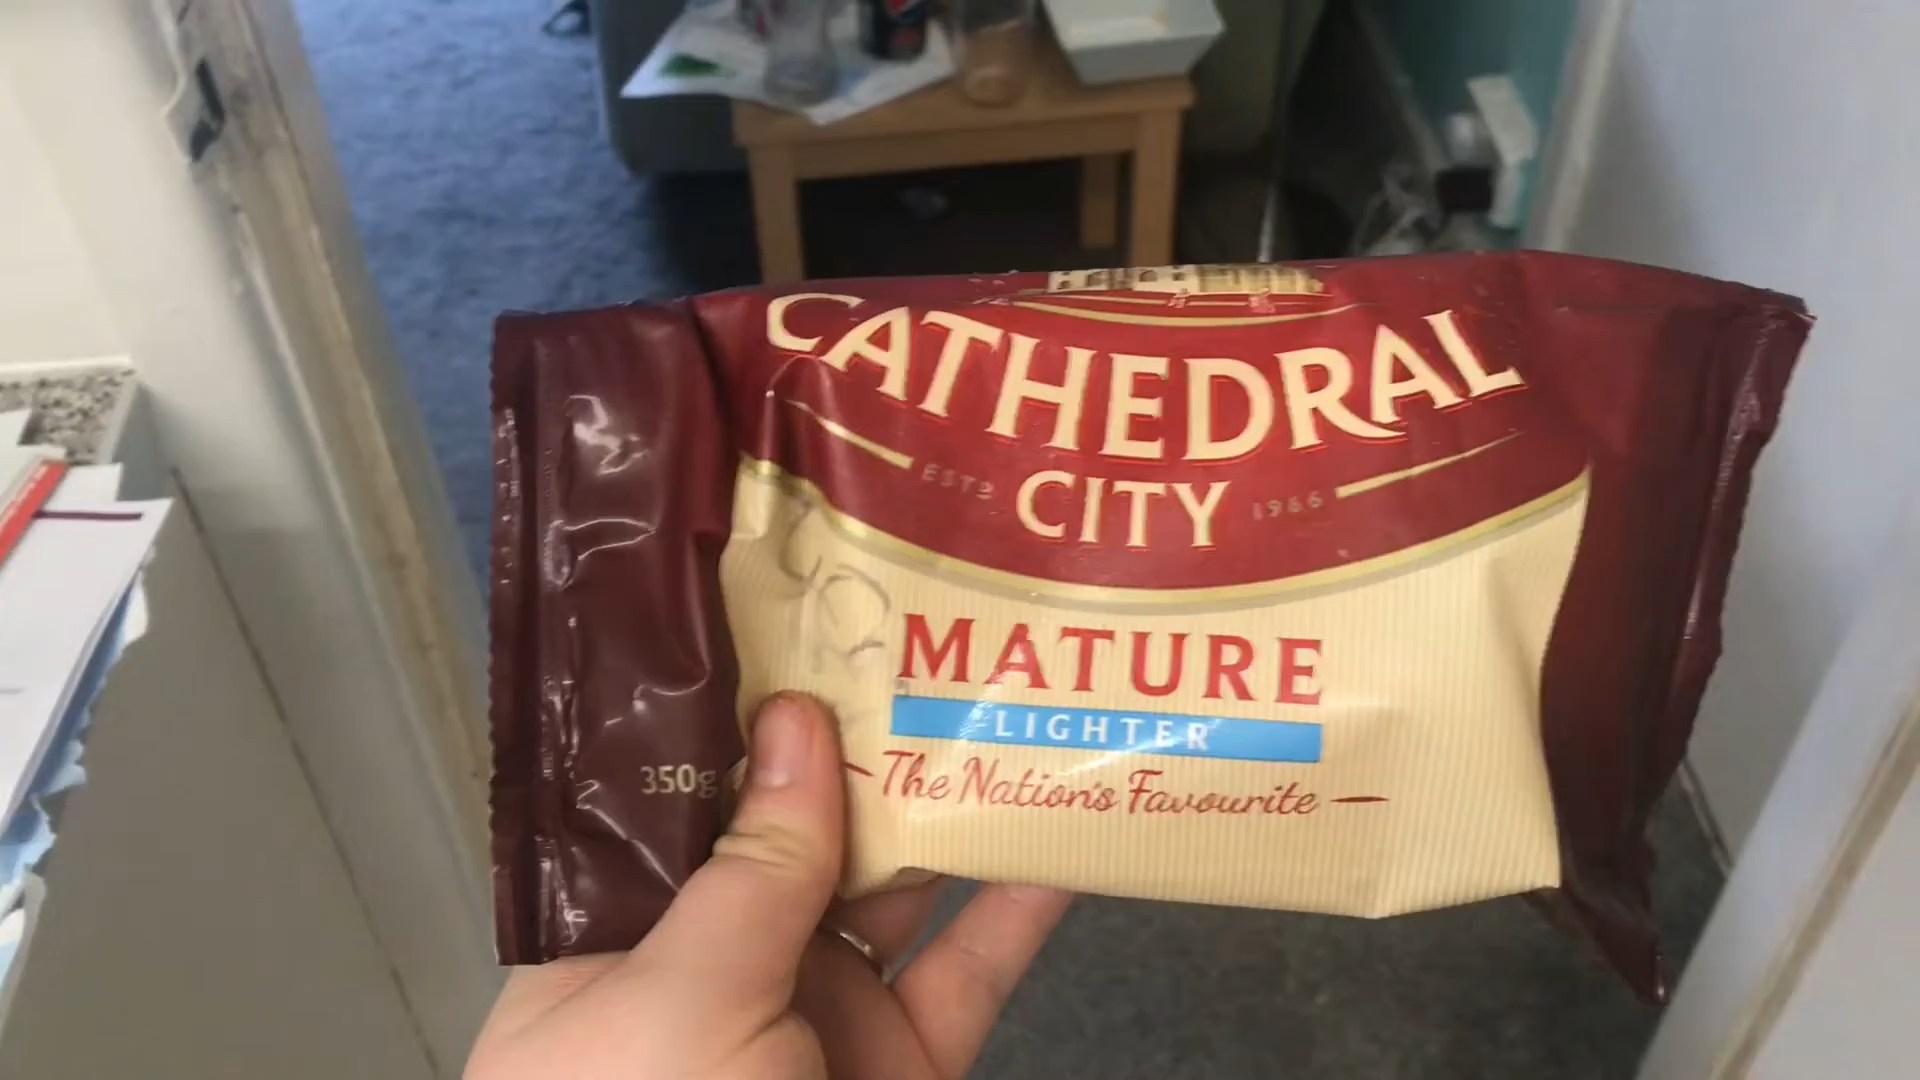 CATHEDRAL
ESTD CITY 1966
MATURE
LIGHTER
350g
The Nation's Favourite